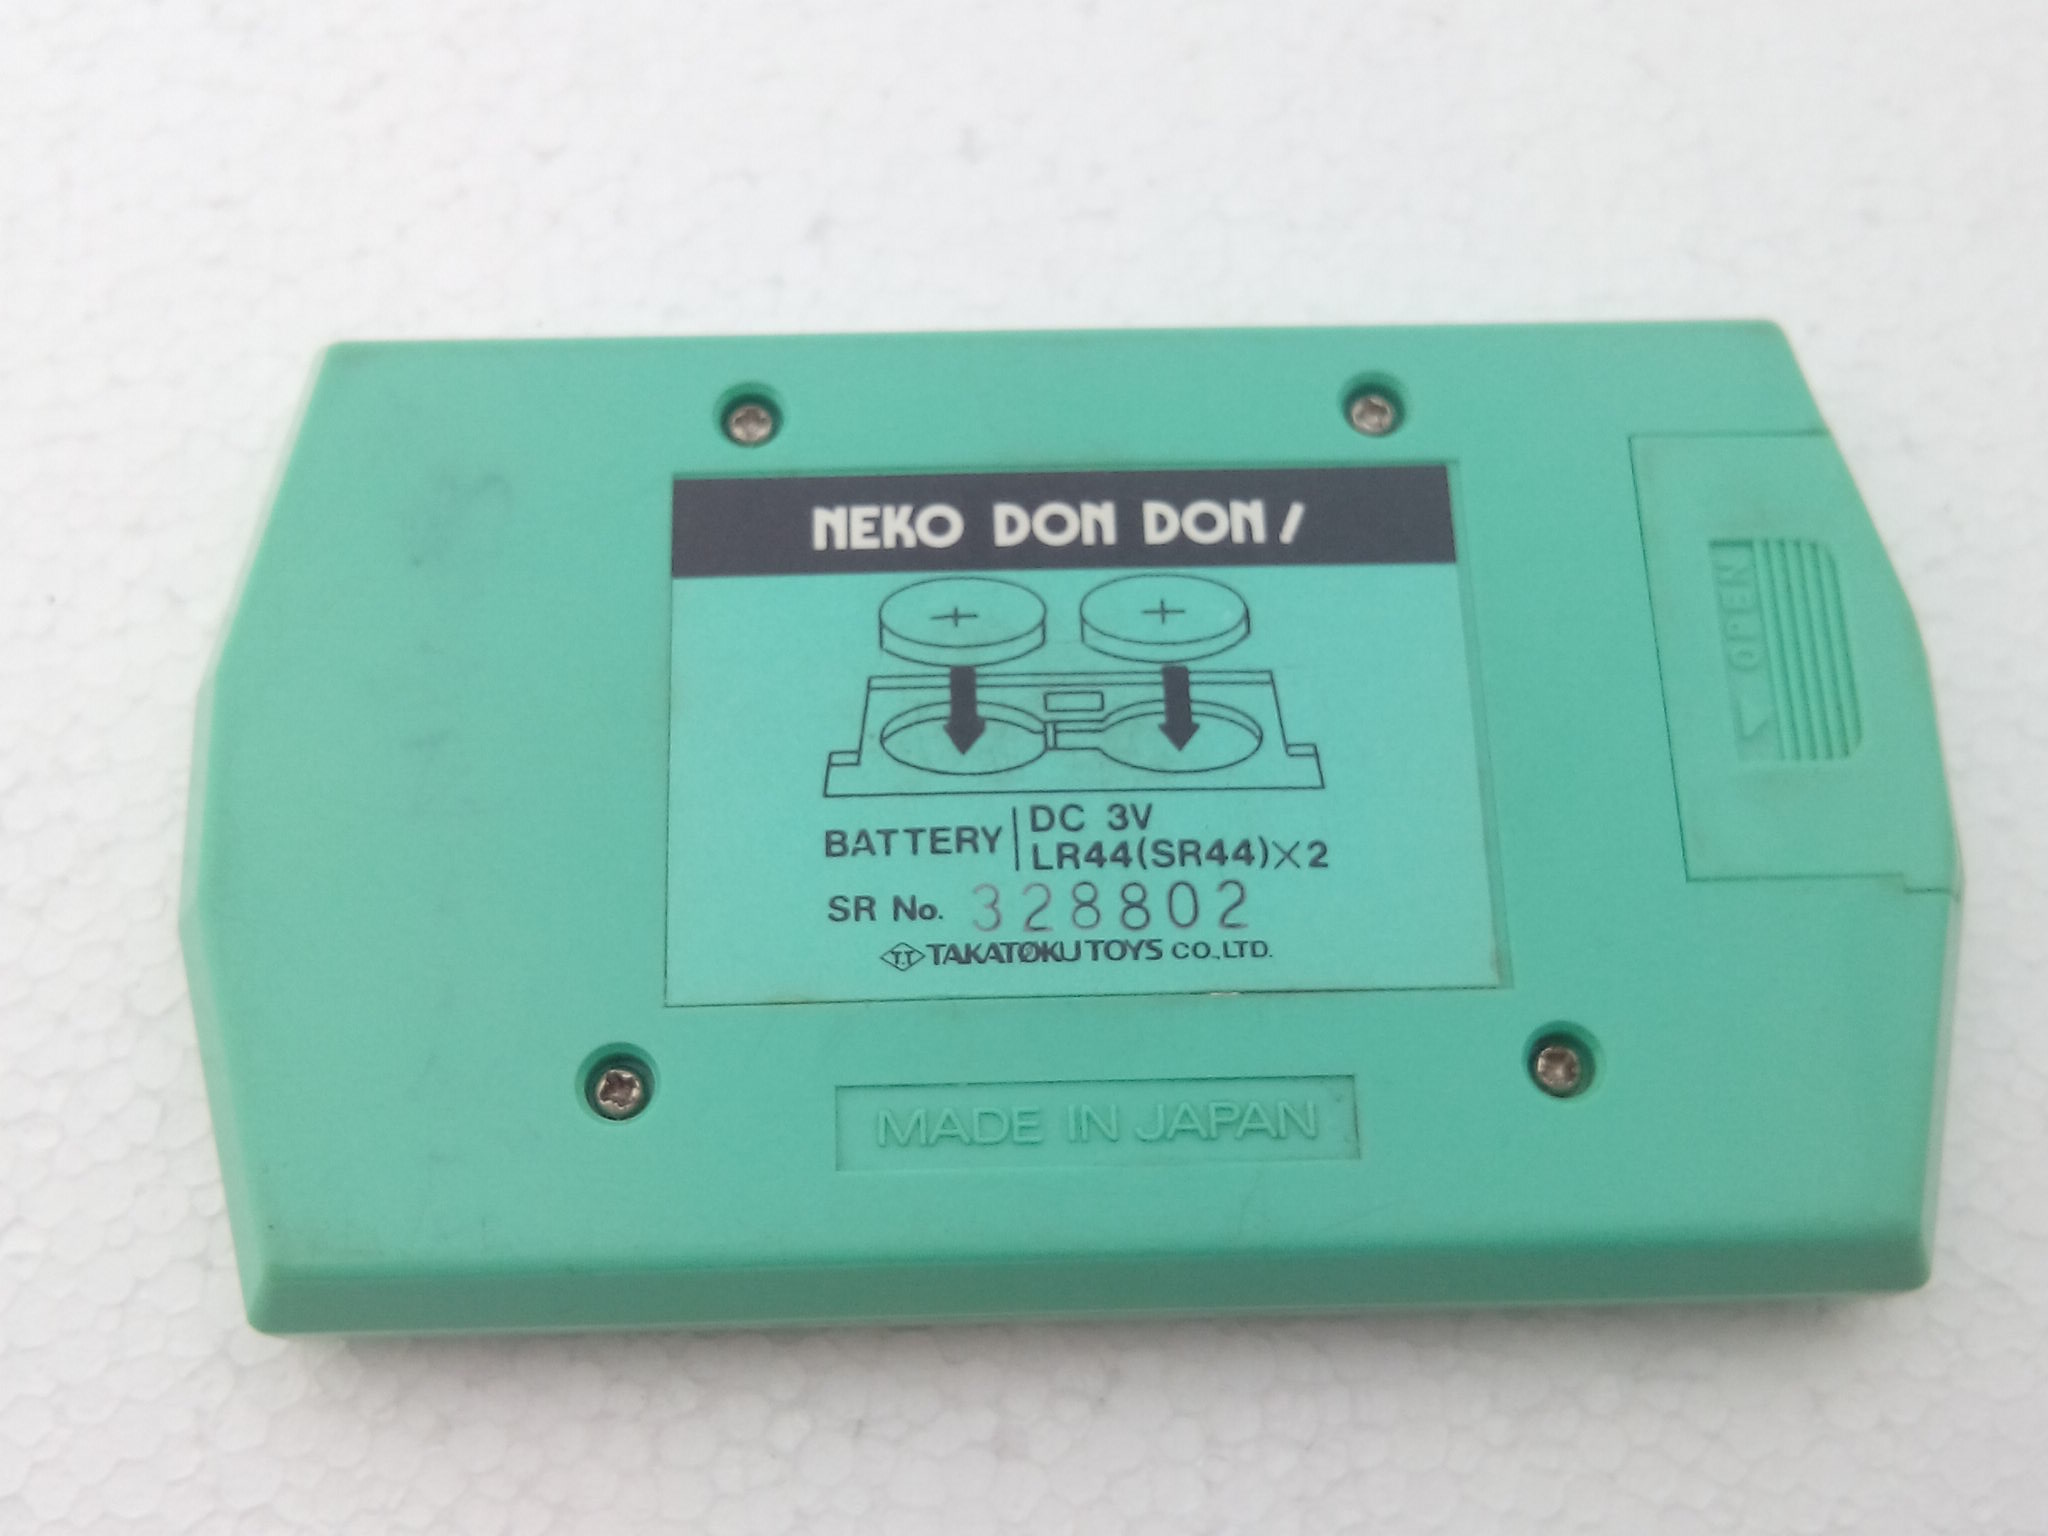 NEKO DON DON!
+ +
BATTERY DC 3V
LR44(SR44)×2
SR No. 328802
T.T TAKATOKU TOYS CO.,LTD.
MADE IN JAPAN
OPEN